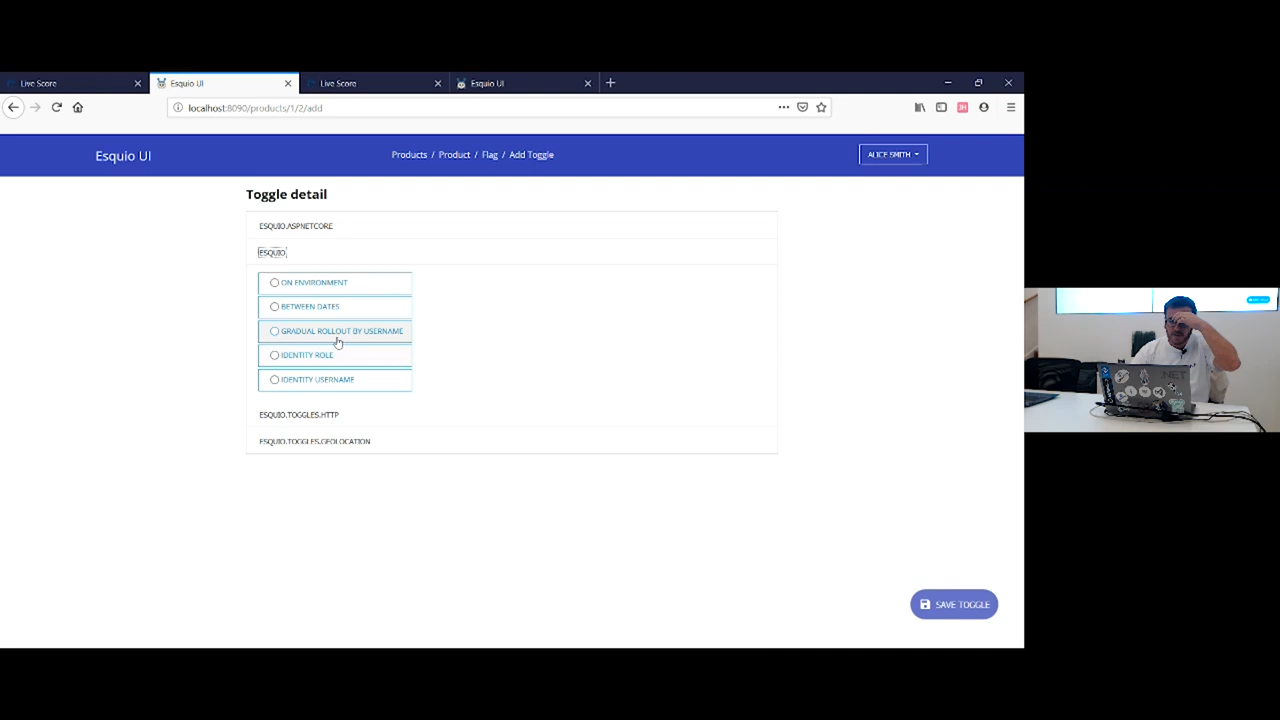 Live Score
Esquio UI
Live Score
Esquio UI
localhost:8090/products/1/2/add
Esquio UI
Products / Product / Flag / Add Toggle
ALICE SMITH
Toggle detail
ESQUIO.ASPNETCORE
ESQUIO
ON ENVIRONMENT
BETWEEN DATES
GRADUAL ROLLOUT BY USERNAME
IDENTITY ROLE
IDENTITY USERNAME
ESQUIO.TOGGLES.HTTP
ESQUIO.TOGGLES.GEOLOCATION
SAVE TOGGLE
.NET